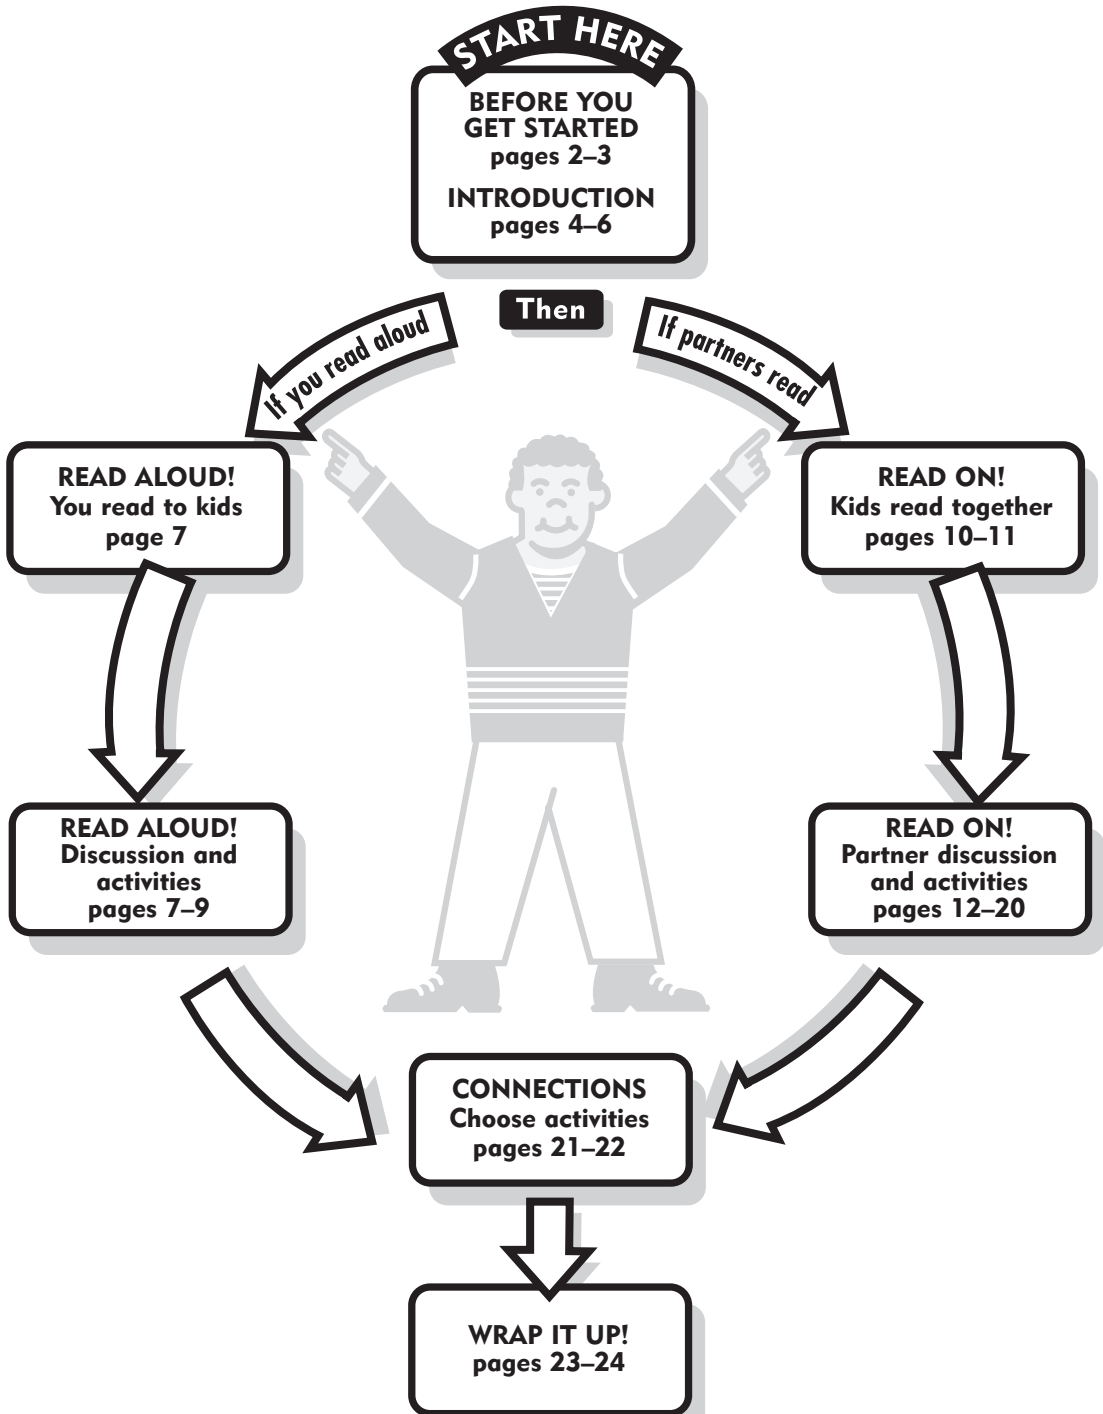 START HERE
BEFORE YOU
GET STARTED
pages 2–3
INTRODUCTION
pages 4–6
Then
If you read aloud
If partners read
READ ALOUD!
You read to kids
page 7
READ ON!
Kids read together
pages 10–11
READ ALOUD!
Discussion and
activities
pages 7–9
READ ON!
Partner discussion
and activities
pages 12–20
CONNECTIONS
Choose activities
pages 21–22
WRAP IT UP!
pages 23–24